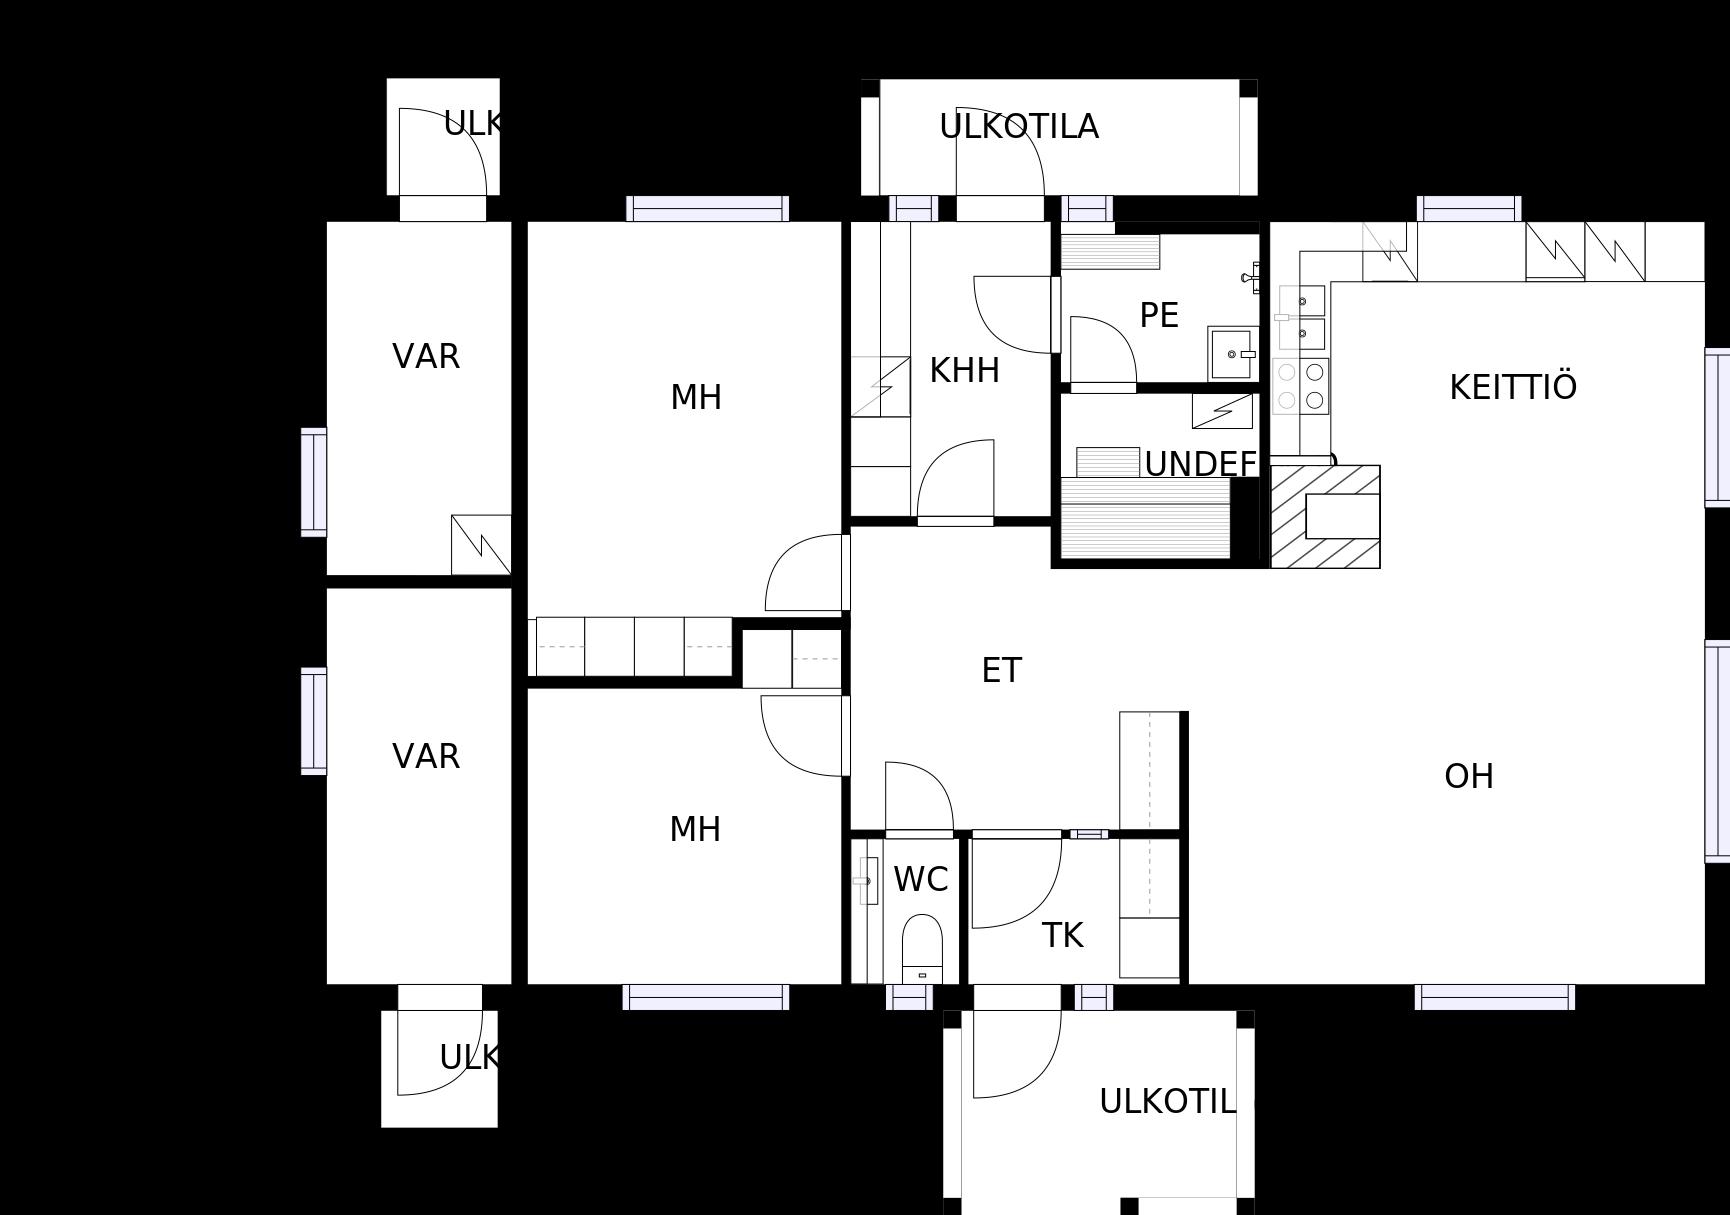 ULK
ULKOTILA
PE
VAR
KHH
KEITTIÖ
MH
UNDEF
ET
VAR
OH
MH
WC
TK
ULK
ULKOTIL